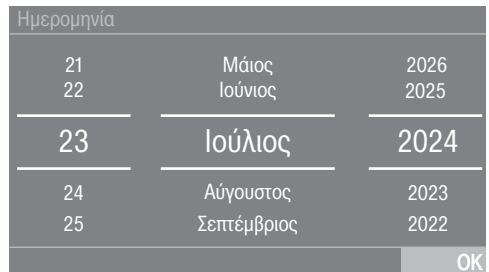 Ημερομηνία
21 Μάιος 2026
22 Ιούνιος 2025
23 Ιούλιος 2024
24 Αύγουστος 2023
25 Σεπτέμβριος 2022
OK